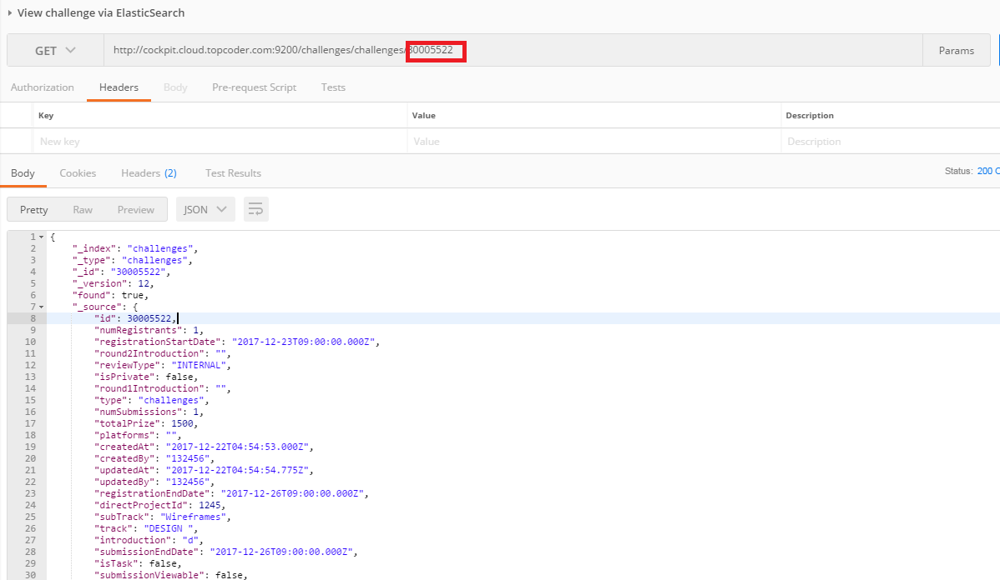 View challenge via ElasticSearch
GET http://cockpit.cloud.topcoder.com:9200/challenges/challenges/30005522 Params
Authorization Headers Body Pre-request Script Tests
Key Value Description
New key Value Description
Body Cookies Headers (2) Test Results Status: 200
Pretty Raw Preview JSON
1 {
2 "_index": "challenges",
3 "_type": "challenges",
4 "_id": "30005522",
5 "_version": 12,
6 "found": true,
7 "_source": {
8 "id": 30005522,
9 "numRegistrants": 1,
10 "registrationStartDate": "2017-12-23T09:00:00.000Z",
11 "round2Introduction": "",
12 "reviewType": "INTERNAL",
13 "isPrivate": false,
14 "round1Introduction": "",
15 "type": "challenges",
16 "numSubmissions": 1,
17 "totalPrize": 1500,
18 "platforms": "",
19 "createdAt": "2017-12-22T04:54:53.000Z",
20 "createdBy": "132456",
21 "updatedAt": "2017-12-22T04:54:54.775Z",
22 "updatedBy": "132456",
23 "registrationEndDate": "2017-12-26T09:00:00.000Z",
24 "directProjectId": 1245,
25 "subTrack": "Wireframes",
26 "track": "DESIGN ",
27 "introduction": "d",
28 "submissionEndDate": "2017-12-26T09:00:00.000Z",
29 "isTask": false,
30 "submissionViewable": false,